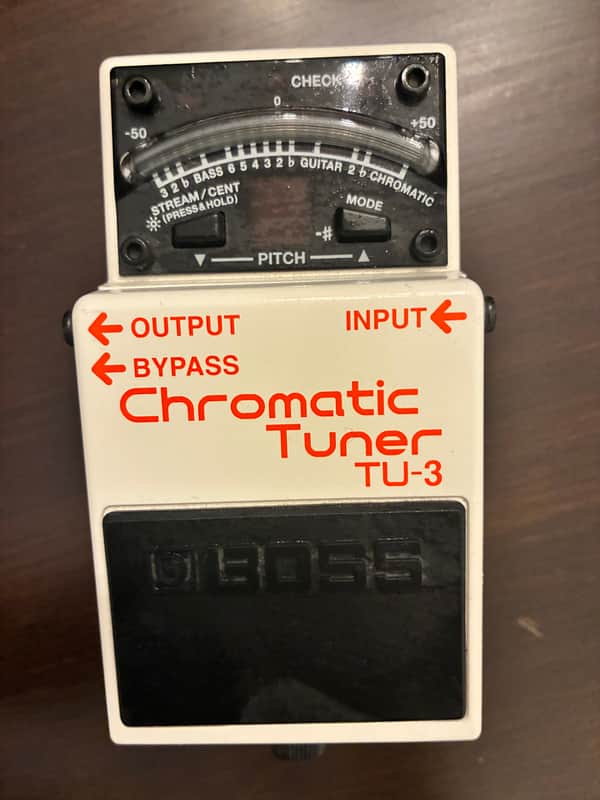 CHECK
0
-50 +50
3 2 ♭ BASS 6 5 4 3 2 ♭ GUITAR 2 ♭ CHROMATIC
STREAM/CENT
(PRESS&HOLD)
MODE
-#
▼ PITCH ▲
← OUTPUT INPUT ←
← BYPASS
Chromatic
Tuner
TU-3
BOSS